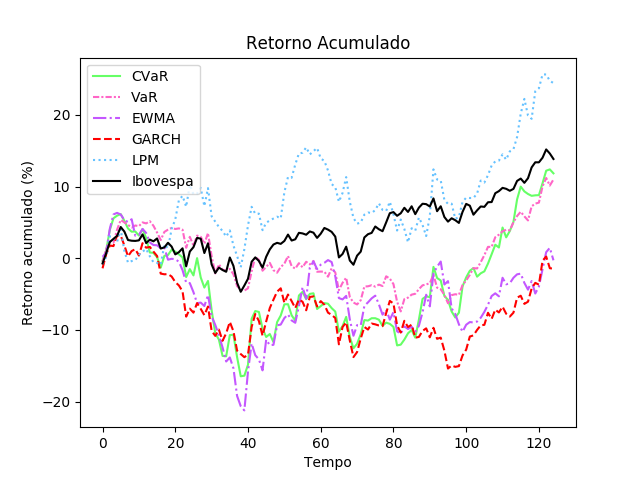 Retorno Acumulado
CVaR
VaR
EWMA
GARCH
LPM
Ibovespa
Retorno acumulado (%)
20
10
0
−10
−20
0 20 40 60 80 100 120
Tempo